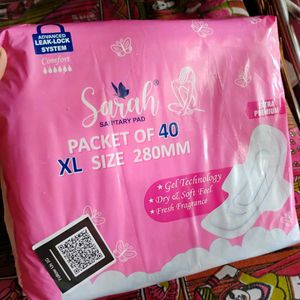 ADVANCED
LEAK-LOCK
SYSTEM
Comfort
Sarah
SANITARY PAD
PACKET OF 40
XL SIZE 280MM
EXTRA
PREMIUM
★ Gel Technology
★ Dry & Soft Feel
★ Fresh Fragrance